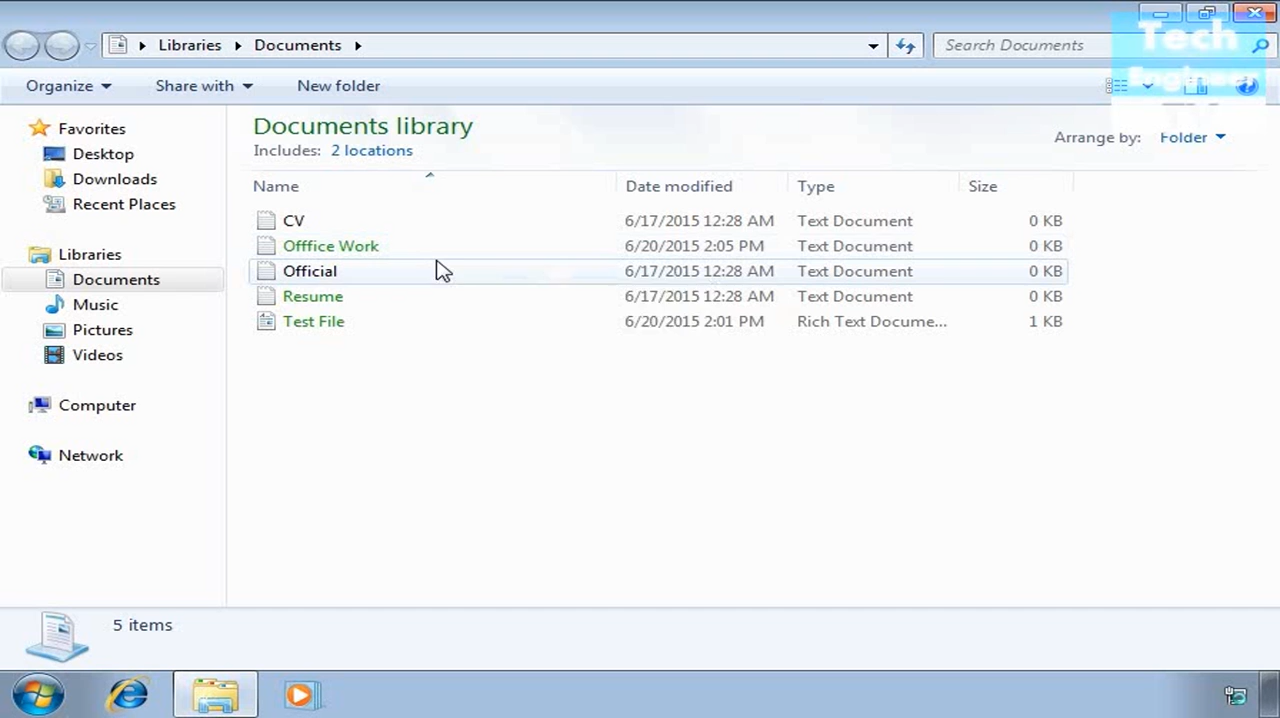 Libraries Documents
Search Documents
Tech
Engineer
Organize Share with New folder
Favorites
Desktop
Downloads
Recent Places
Libraries
Documents
Music
Pictures
Videos
Computer
Network
Documents library
Includes: 2 locations
Arrange by: Folder
Name Date modified Type Size
CV 6/17/2015 12:28 AM Text Document 0 KB
Offfice Work 6/20/2015 2:05 PM Text Document 0 KB
Official 6/17/2015 12:28 AM Text Document 0 KB
Resume 6/17/2015 12:28 AM Text Document 0 KB
Test File 6/20/2015 2:01 PM Rich Text Docume... 1 KB
5 items